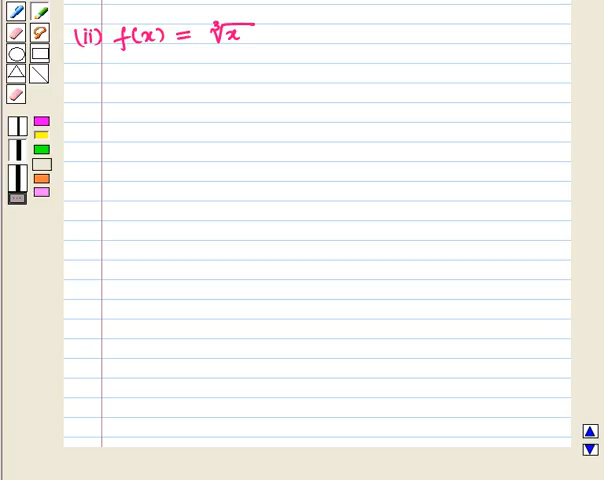 (ii) f(x) = ∛x